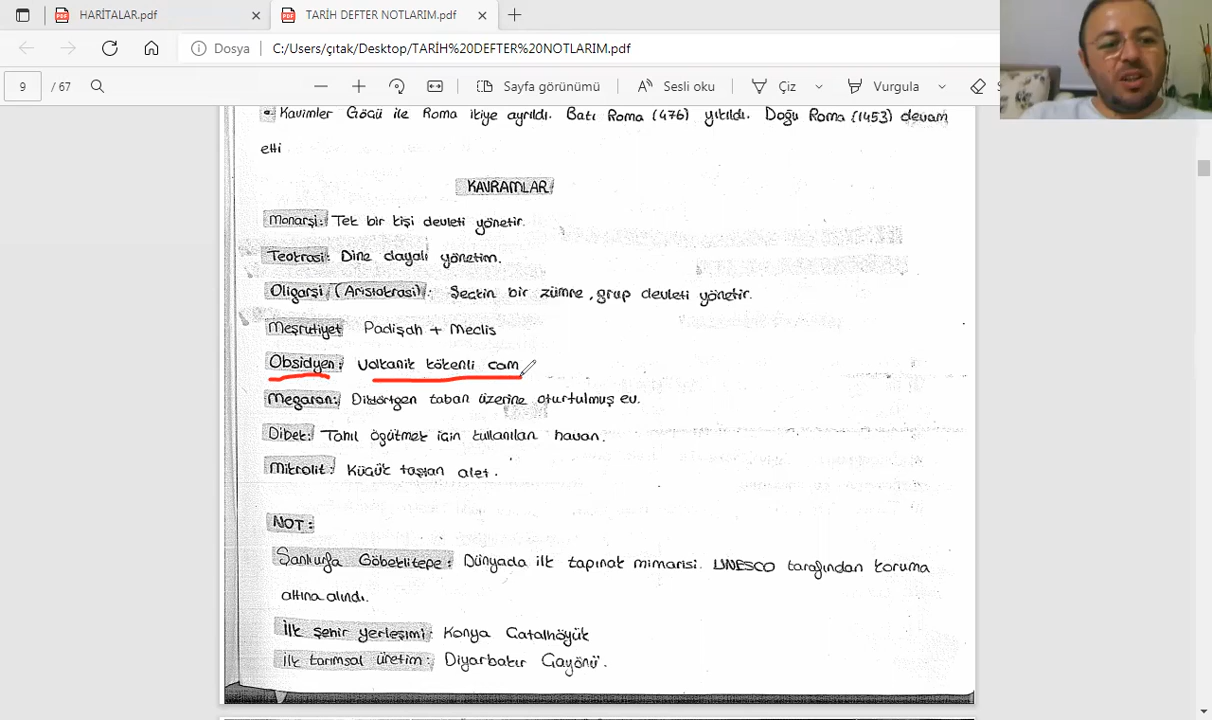 HARİTALAR.pdf
TARİH DEFTER NOTLARIM.pdf
Dosya
C:/Users/çıtak/Desktop/TARİH%20DEFTER%20NOTLARIM.pdf
9 / 67
Sayfa görünümü
Sesli oku
Çiz
Vurgula
Kavimler Göçü ile Roma ikiye ayrıldı. Batı Roma (476) yıkıldı. Doğu Roma (1453) devam
etti
KAVRAMLAR
Monarşi: Tek bir kişi devleti yönetir.
Teokrasi: Dine dayalı yönetim.
Oligarşi (Aristokrasi): Seçkin bir zümre, grup devleti yönetir.
Meşrutiyet Padişah + Meclis
Obsidyen: Volkanik kökenli cam
Megaron: Dikdörtgen taban üzerine oturtulmuş ev.
Dibek: Tahıl öğütmek için kullanılan havan.
Mikrolit: Küçük taştan alet.
NOT:
Şanlıurfa Göbeklitepe: Dünyada ilk tapınak mimarisi. UNESCO tarafından koruma
altına alındı.
İlk şehir yerleşimi: Konya Çatalhöyük
İlk tarımsal üretim: Diyarbakır Çayönü.